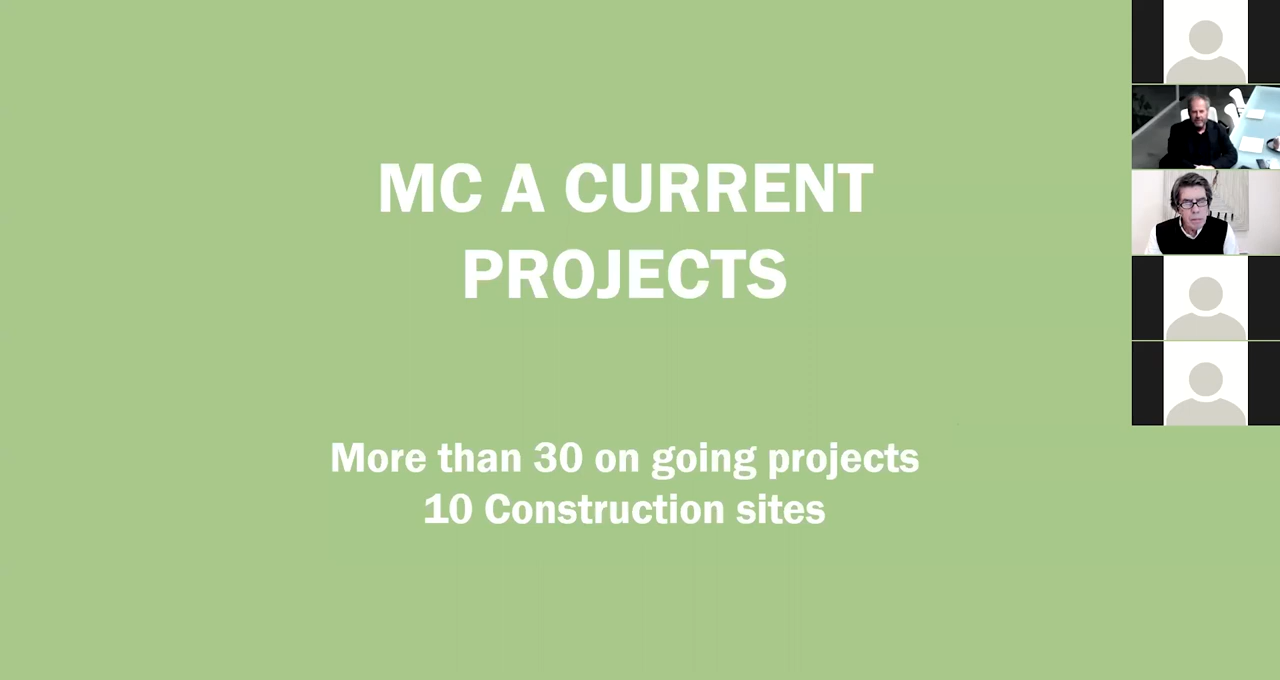 MC A CURRENT
PROJECTS
More than 30 on going projects
10 Construction sites